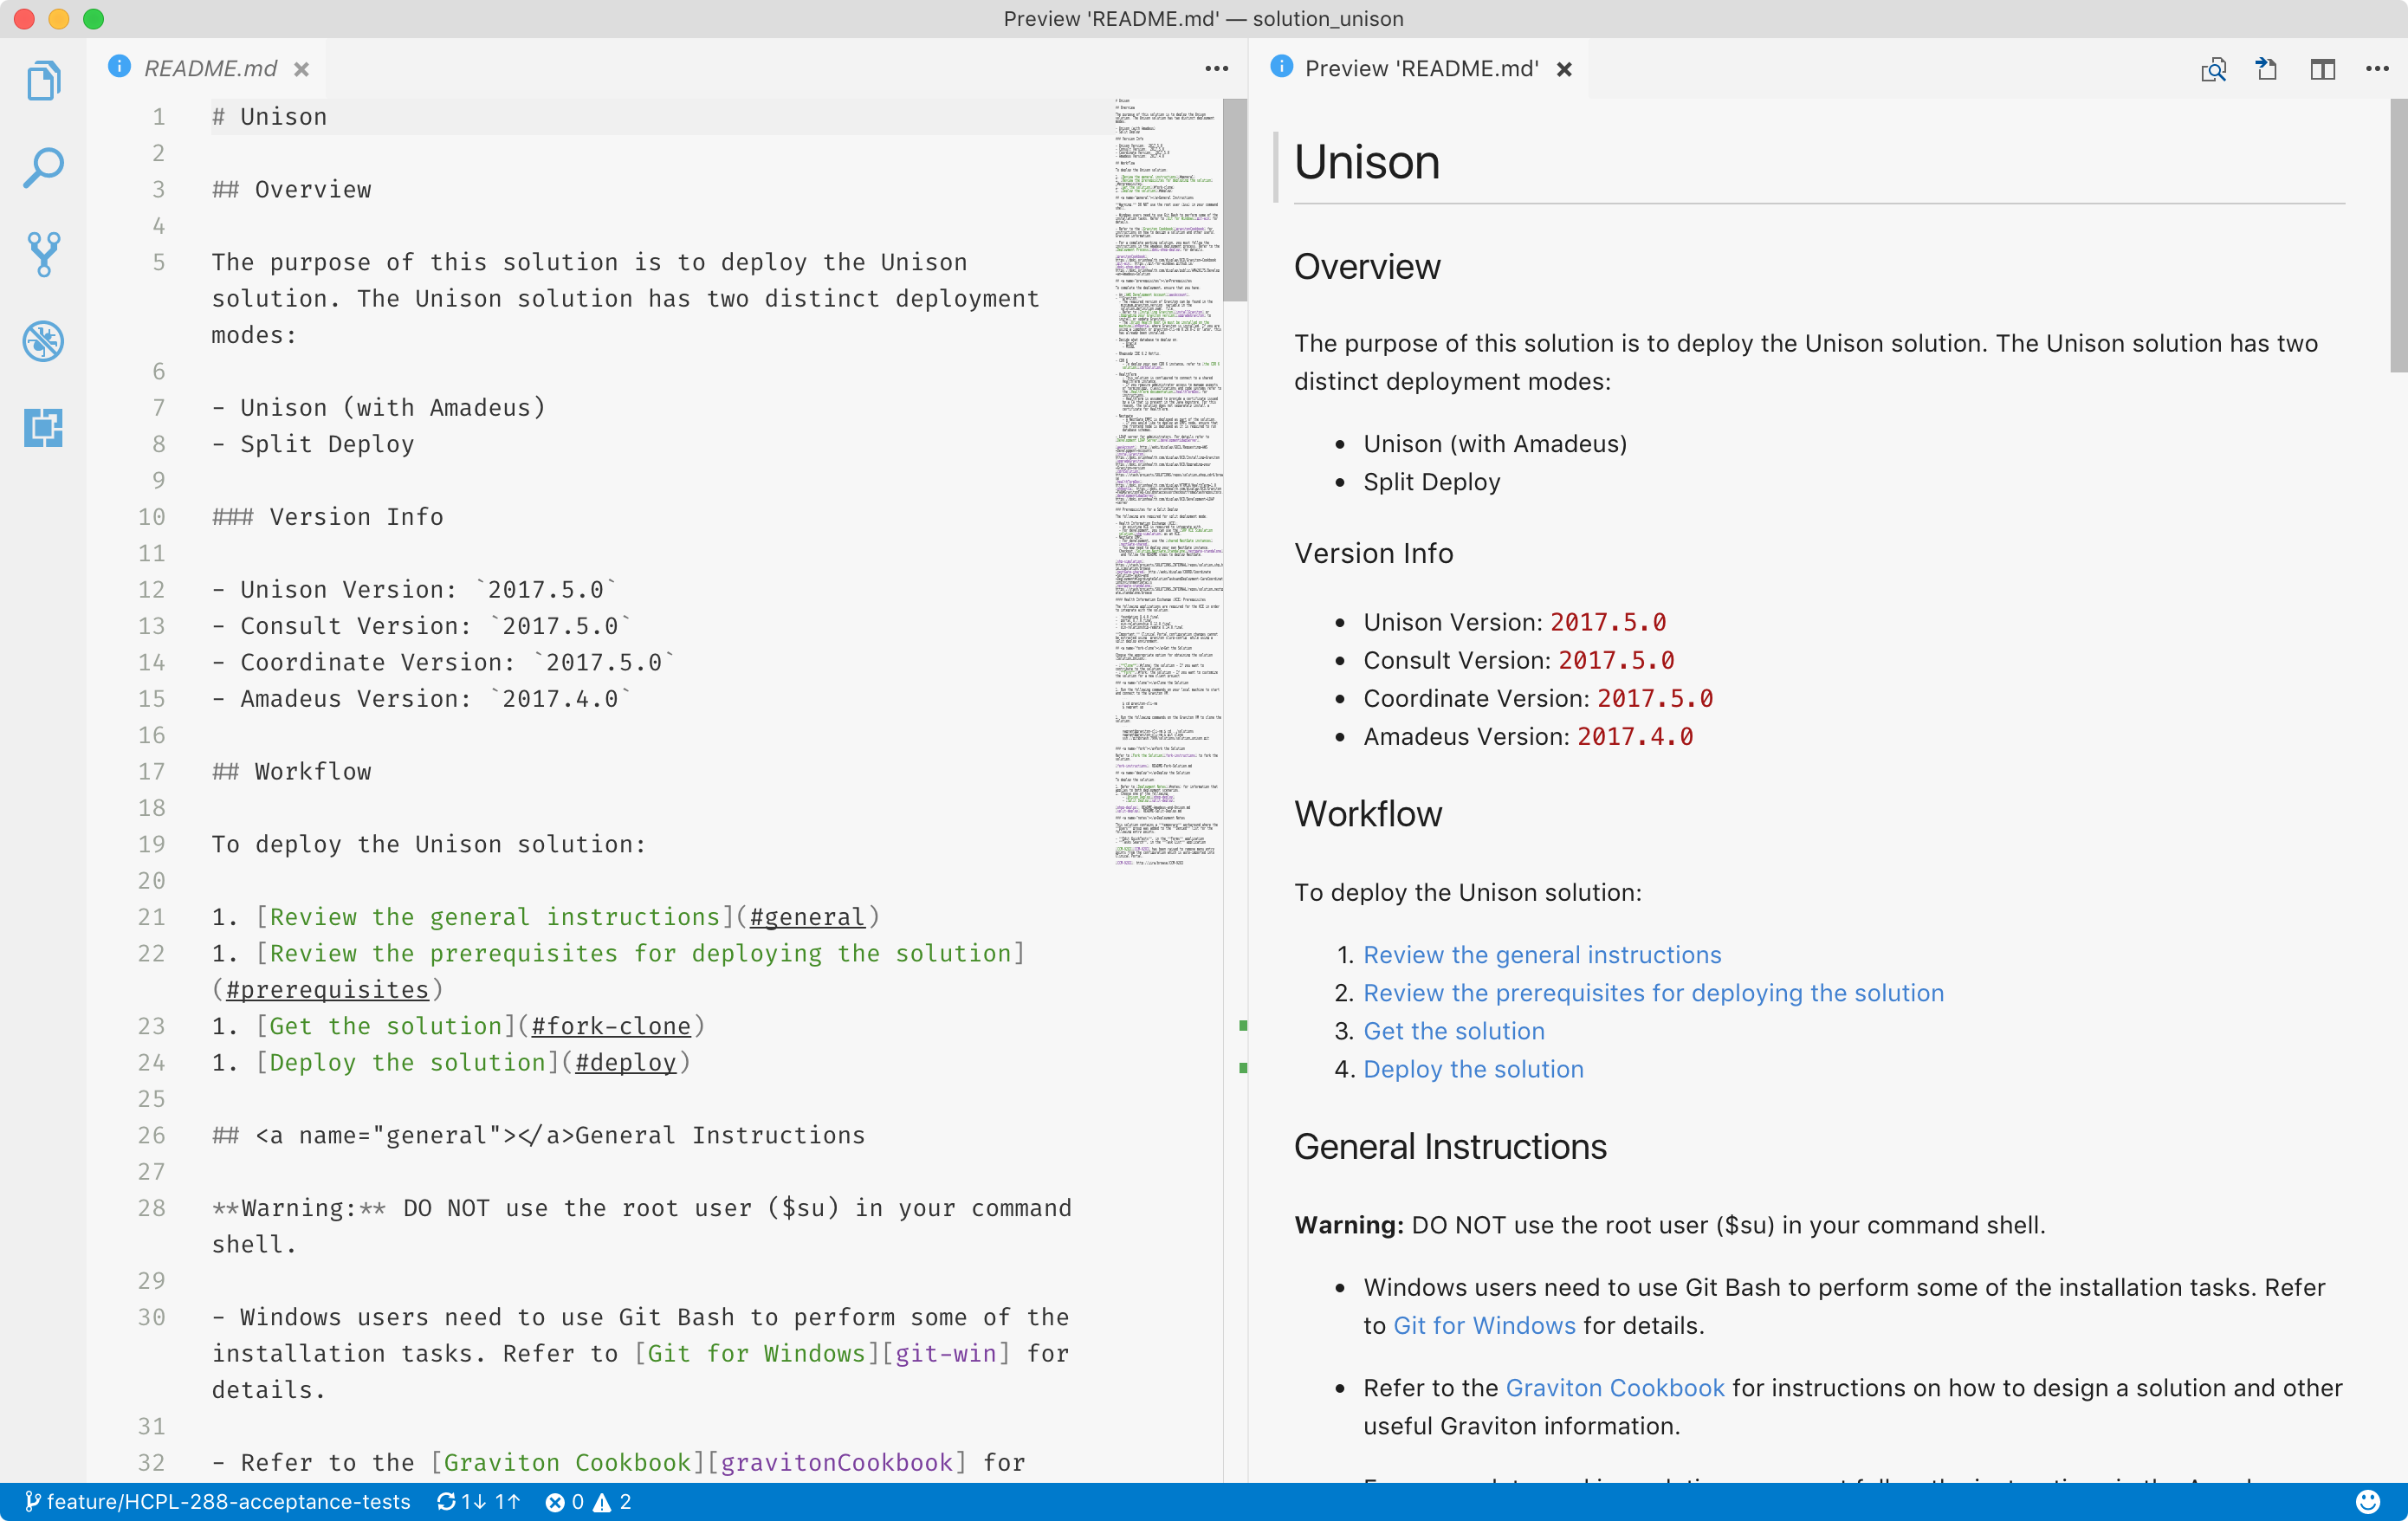 Preview 'README.md' — solution_unison
README.md
1 # Unison
2
3 ## Overview
4
5 The purpose of this solution is to deploy the Unison
solution. The Unison solution has two distinct deployment
modes:
6
7 - Unison (with Amadeus)
8 - Split Deploy
9
10 ### Version Info
11
12 - Unison Version: `2017.5.0`
13 - Consult Version: `2017.5.0`
14 - Coordinate Version: `2017.5.0`
15 - Amadeus Version: `2017.4.0`
16
17 ## Workflow
18
19 To deploy the Unison solution:
20
21 1. [Review the general instructions](#general)
22 1. [Review the prerequisites for deploying the solution]
(#prerequisites)
23 1. [Get the solution](#fork-clone)
24 1. [Deploy the solution](#deploy)
25
26 ## <a name="general"></a>General Instructions
27
28 **Warning:** DO NOT use the root user ($su) in your command
shell.
29
30 - Windows users need to use Git Bash to perform some of the
installation tasks. Refer to [Git for Windows][git-win] for
details.
31
32 - Refer to the [Graviton Cookbook][gravitonCookbook] for
Preview 'README.md'
Unison
Overview
The purpose of this solution is to deploy the Unison solution. The Unison solution has two
distinct deployment modes:
• Unison (with Amadeus)
• Split Deploy
Version Info
• Unison Version: 2017.5.0
• Consult Version: 2017.5.0
• Coordinate Version: 2017.5.0
• Amadeus Version: 2017.4.0
Workflow
To deploy the Unison solution:
1. Review the general instructions
2. Review the prerequisites for deploying the solution
3. Get the solution
4. Deploy the solution
General Instructions
Warning: DO NOT use the root user ($su) in your command shell.
• Windows users need to use Git Bash to perform some of the installation tasks. Refer
to Git for Windows for details.
• Refer to the Graviton Cookbook for instructions on how to design a solution and other
useful Graviton information.
feature/HCPL-288-acceptance-tests 1↓ 1↑ 0 2